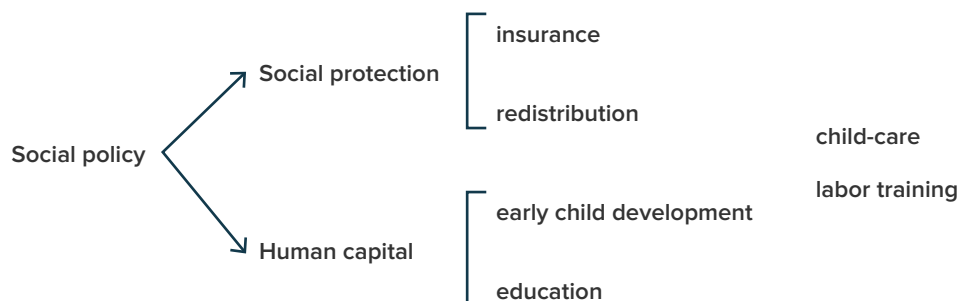 Social policy
Social protection
insurance
redistribution
Human capital
early child development
education
child-care
labor training